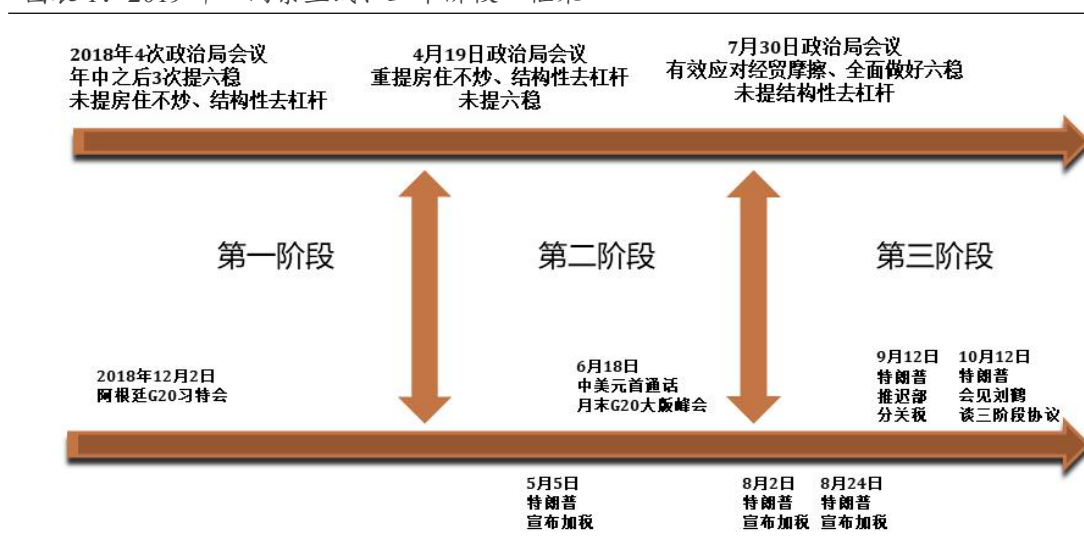 2018年4次政治局会议
年中之后3次提六稳
未提房住不炒、结构性去杠杆
4月19日政治局会议
重提房住不炒、结构性去杠杆
未提六稳
7月30日政治局会议
有效应对经贸摩擦、全面做好六稳
未提结构性去杠杆
第一阶段
第二阶段
第三阶段
2018年12月2日
阿根廷G20习特会
6月18日
中美元首通话
月末G20大阪峰会
9月12日
特朗普
推迟部
分关税
10月12日
特朗普
会见刘鹤
谈三阶段协议
5月5日
特朗普
宣布加税
8月2日
特朗普
宣布加税
8月24日
特朗普
宣布加税